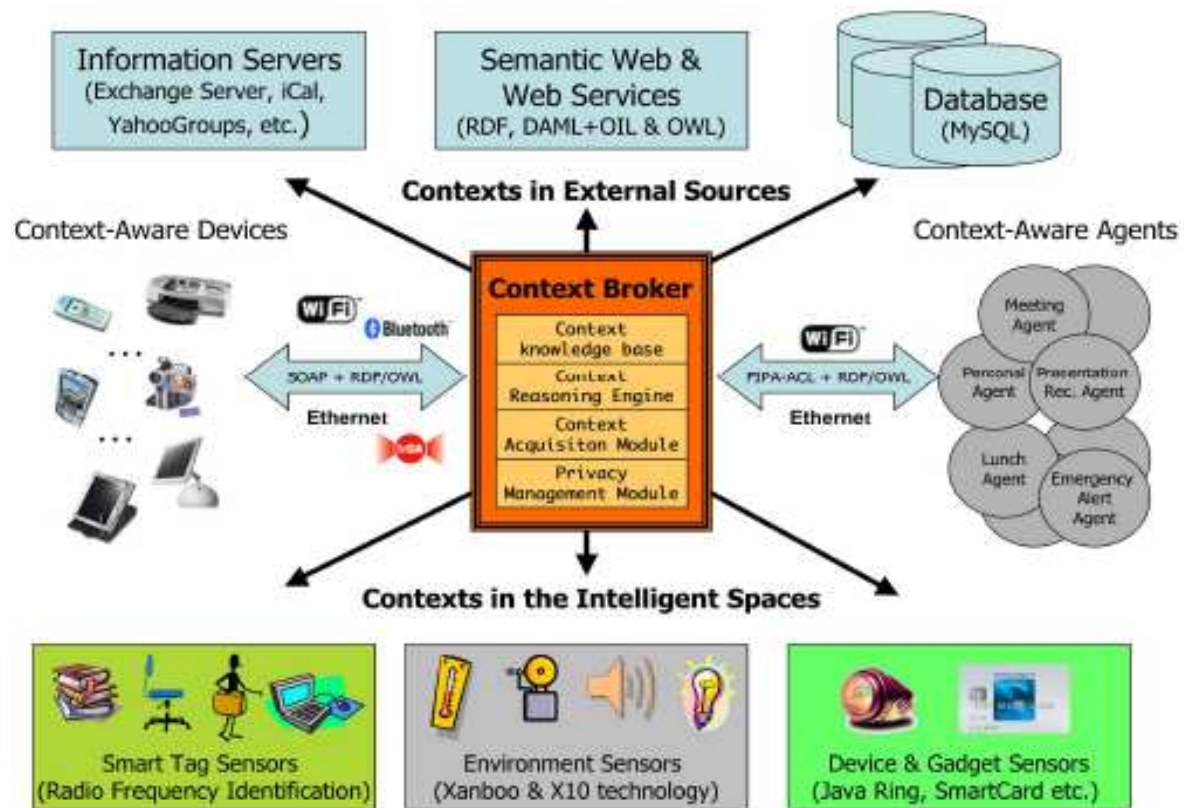 Information Servers
(Exchange Server, iCal,
YahooGroups, etc.)
Semantic Web &
Web Services
(RDF, DAML+OIL & OWL)
Database
(MySQL)
Contexts in External Sources
Context-Aware Devices
Context-Aware Agents
Context Broker
Context
knowledge base
Context
Reasoning Engine
Context
Acquisiton Module
Privacy
Management Module
WiFi
Bluetooth
SOAP + RDF/OWL
Ethernet
IrDA
WiFi
FIPA-ACL + RDF/OWL
Ethernet
Meeting
Agent
Personal
Agent
Presentation
Rec. Agent
Lunch
Agent
Emergency
Alert
Agent
Contexts in the Intelligent Spaces
Smart Tag Sensors
(Radio Frequency Identification)
Environment Sensors
(Xanboo & X10 technology)
Device & Gadget Sensors
(Java Ring, SmartCard etc.)